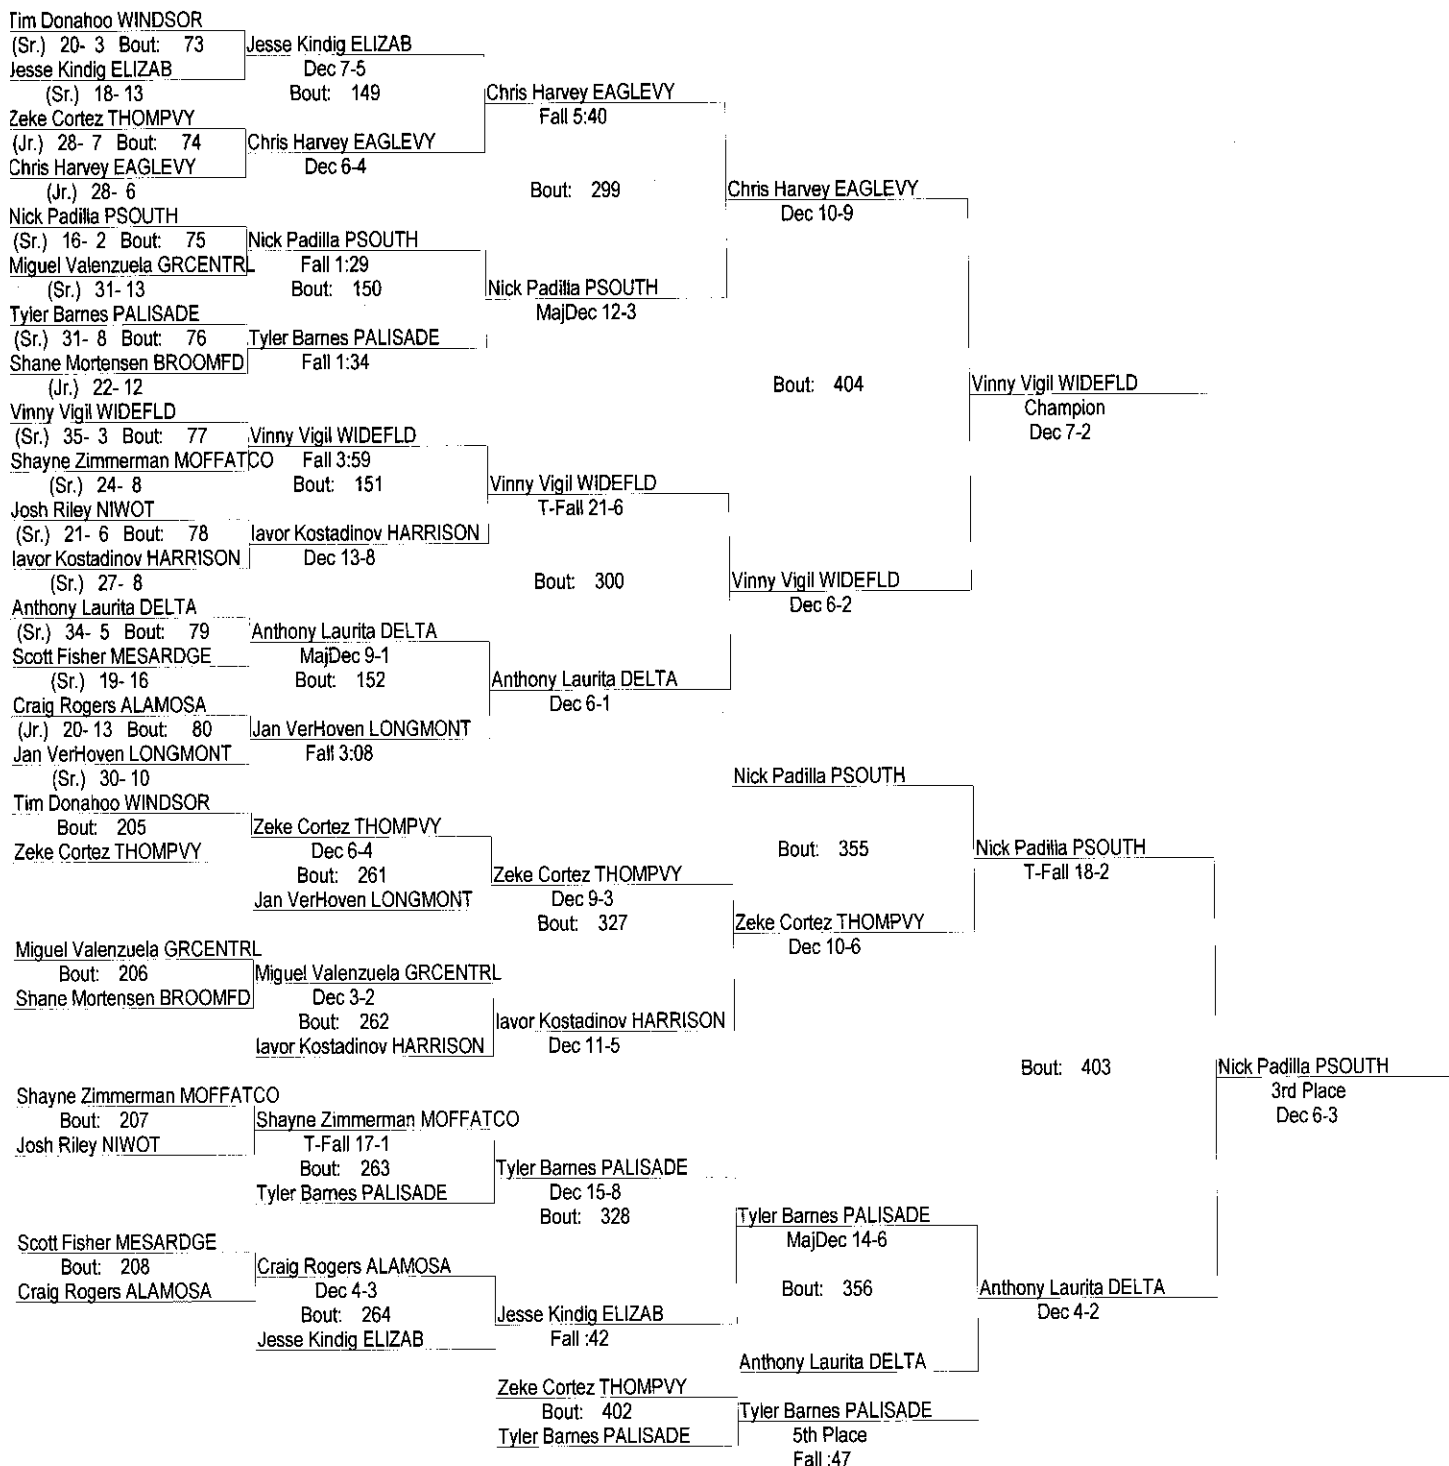 Tim Donahoo WINDSOR
(Sr.) 20- 3 Bout: 73
Jesse Kindig ELIZAB
(Sr.) 18- 13
Zeke Cortez THOMPVY
(Jr.) 28- 7 Bout: 74
Chris Harvey EAGLEVY
(Jr.) 28- 6
Nick Padilla PSOUTH
(Sr.) 16- 2 Bout: 75
Miguel Valenzuela GRCENTRL
(Sr.) 31- 13
Tyler Barnes PALISADE
(Sr.) 31- 8 Bout: 76
Shane Mortensen BROOMFD
(Jr.) 22- 12
Vinny Vigil WIDEFLD
(Sr.) 35- 3 Bout: 77
Shayne Zimmerman MOFFATCO
(Sr.) 24- 8
Josh Riley NIWOT
(Sr.) 21- 6 Bout: 78
Iavor Kostadinov HARRISON
(Sr.) 27- 8
Anthony Laurita DELTA
(Sr.) 34- 5 Bout: 79
Scott Fisher MESARDGE
(Sr.) 19- 16
Craig Rogers ALAMOSA
(Jr.) 20- 13 Bout: 80
Jan VerHoven LONGMONT
(Sr.) 30- 10
Jesse Kindig ELIZAB
Dec 7-5
Bout: 149
Chris Harvey EAGLEVY
Dec 6-4
Nick Padilla PSOUTH
Fall 1:29
Bout: 150
Tyler Barnes PALISADE
Fall 1:34
Vinny Vigil WIDEFLD
Fall 3:59
Bout: 151
Iavor Kostadinov HARRISON
Dec 13-8
Anthony Laurita DELTA
MajDec 9-1
Bout: 152
Jan VerHoven LONGMONT
Fall 3:08
Chris Harvey EAGLEVY
Fall 5:40
Bout: 299
Nick Padilla PSOUTH
MajDec 12-3
Vinny Vigil WIDEFLD
T-Fall 21-6
Bout: 300
Anthony Laurita DELTA
Dec 6-1
Chris Harvey EAGLEVY
Dec 10-9
Bout: 404
Vinny Vigil WIDEFLD
Dec 6-2
Vinny Vigil WIDEFLD
Champion
Dec 7-2
Tim Donahoo WINDSOR
Bout: 205
Zeke Cortez THOMPVY
Miguel Valenzuela GRCENTRL
Bout: 206
Shane Mortensen BROOMFD
Shayne Zimmerman MOFFATCO
Bout: 207
Josh Riley NIWOT
Scott Fisher MESARDGE
Bout: 208
Craig Rogers ALAMOSA
Zeke Cortez THOMPVY
Dec 6-4
Bout: 261
Jan VerHoven LONGMONT
Miguel Valenzuela GRCENTRL
Dec 3-2
Bout: 262
Iavor Kostadinov HARRISON
Shayne Zimmerman MOFFATCO
T-Fall 17-1
Bout: 263
Tyler Barnes PALISADE
Craig Rogers ALAMOSA
Dec 4-3
Bout: 264
Jesse Kindig ELIZAB
Zeke Cortez THOMPVY
Dec 9-3
Bout: 327
Iavor Kostadinov HARRISON
Dec 11-5
Tyler Barnes PALISADE
Dec 15-8
Bout: 328
Jesse Kindig ELIZAB
Fall :42
Nick Padilla PSOUTH
Bout: 355
Zeke Cortez THOMPVY
Dec 10-6
Tyler Barnes PALISADE
MajDec 14-6
Bout: 356
Anthony Laurita DELTA
Nick Padilla PSOUTH
T-Fall 18-2
Bout: 403
Anthony Laurita DELTA
Dec 4-2
Nick Padilla PSOUTH
3rd Place
Dec 6-3
Zeke Cortez THOMPVY
Bout: 402
Tyler Barnes PALISADE
Tyler Barnes PALISADE
5th Place
Fall :47